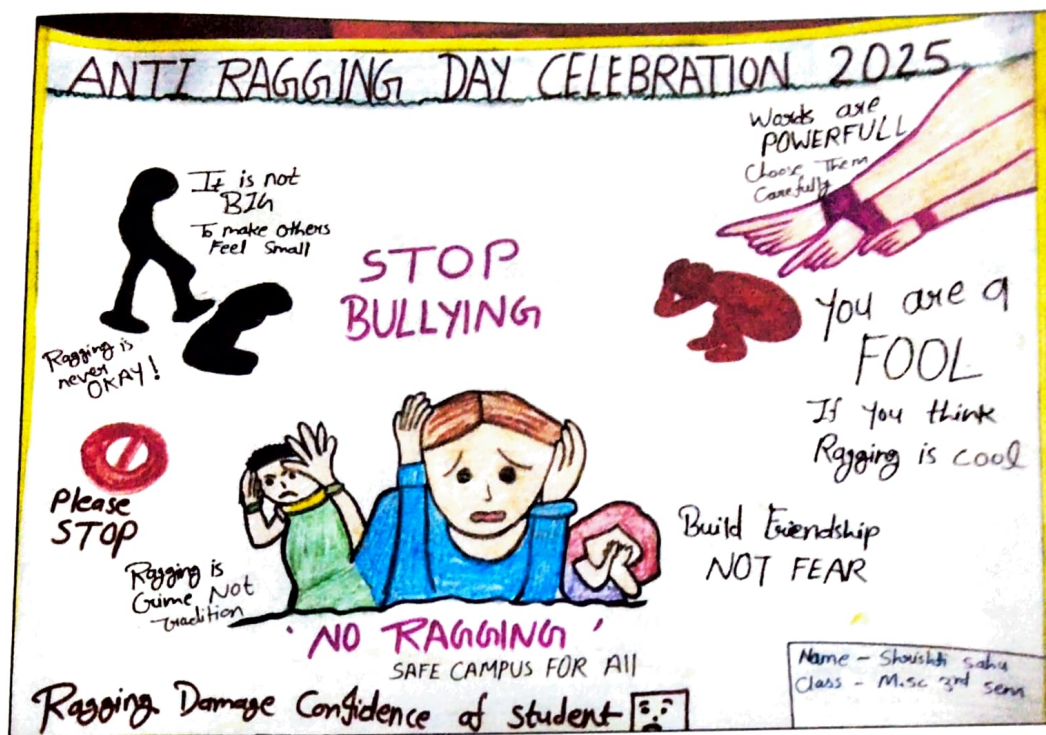 ANTI RAGGING DAY CELEBRATION 2025
Words are
POWERFULL
Choose Them
Carefully
It is not
BIG
To make others
Feel Small
STOP
BULLYING
Ragging is
never
OKAY!
You are a
FOOL
If you think
Ragging is cool
Please
STOP
Build Friendship
NOT FEAR
Ragging is
Crime NOT
tradition
'NO RAGGING'
SAFE CAMPUS FOR All
Ragging Damage Confidence of student
Name - Shrishti sahu
Class - M.sc 3rd sem